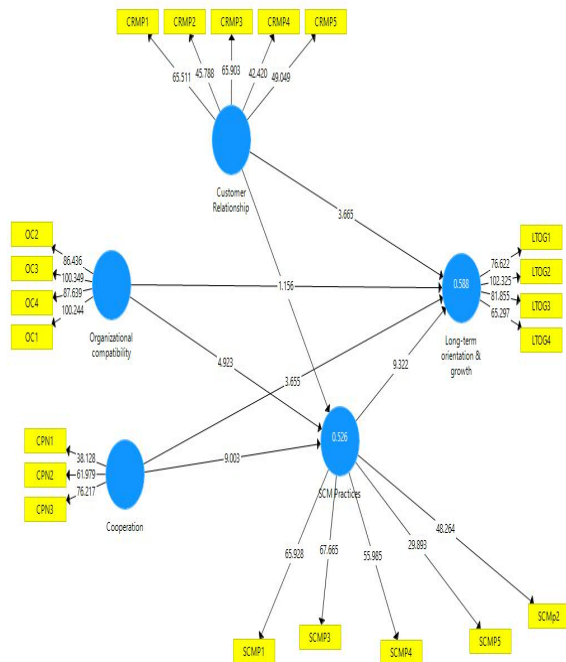 CRMP1 CRMP2 CRMP3 CRMP4 CRMP5
65.511 45.788 65.903 42.420 49.049
Customer
Relationship
3.665
OC2
OC3
OC4
OC1
86.436
100.349
87.639
100.244
Organizational
compatibility
1.156
4.923
3.655
9.322
9.003
0.588
Long-term
orientation &
growth
76.622
102.325
81.855
65.297
LTOG1
LTOG2
LTOG3
LTOG4
CPN1
CPN2
CPN3
38.128
61.979
76.217
Cooperation
0.526
SCM Practices
65.928 67.665 55.985 29.893 48.264
SCMP1 SCMP3 SCMP4 SCMP5 SCMp2